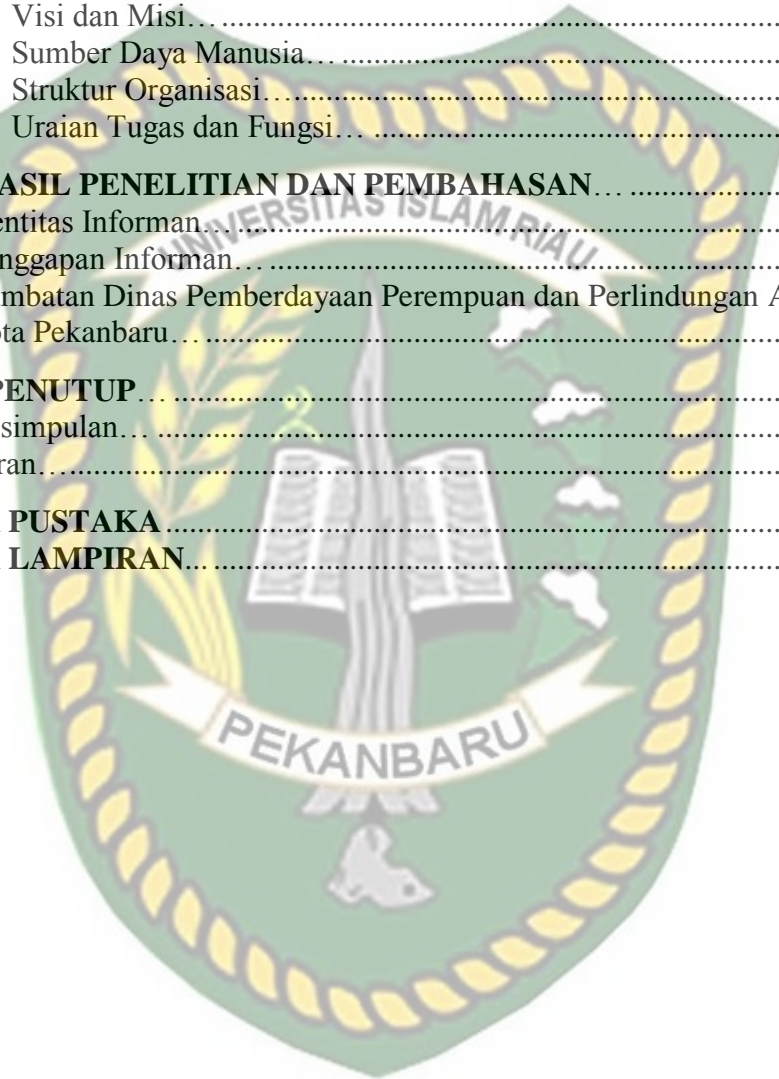 Visi dan Misi… ................................................................
Sumber Daya Manusia… ................................................................
Struktur Organisasi… ................................................................
Uraian Tugas dan Fungsi… ................................................................
ASIL PENELITIAN DAN PEMBAHASAN… ....................
entitas Informan… ................................................................
nggapan Informan… ................................................................
mbatan Dinas Pemberdayaan Perempuan dan Perlindungan A
ota Pekanbaru… ................................................................
PENUTUP… ................................................................
simpulan… ................................................................
ran… ................................................................
PUSTAKA ................................................................
LAMPIRAN... ................................................................
UNIVERSITAS ISLAM RIAU
PEKANBARU